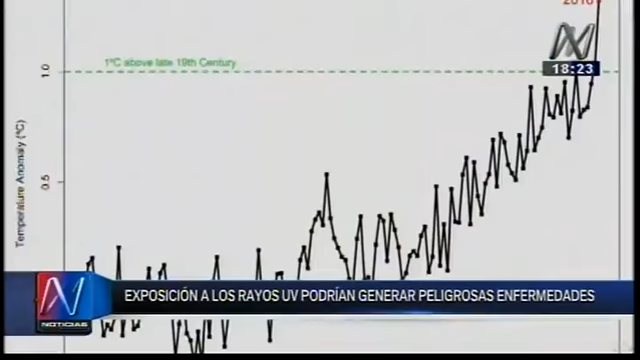 2016
1°C above late 19th Century
18:23
1.0
0.5
Temperature Anomaly (°C)
EXPOSICIÓN A LOS RAYOS UV PODRÍAN GENERAR PELIGROSAS ENFERMEDADES
N
NOTICIAS